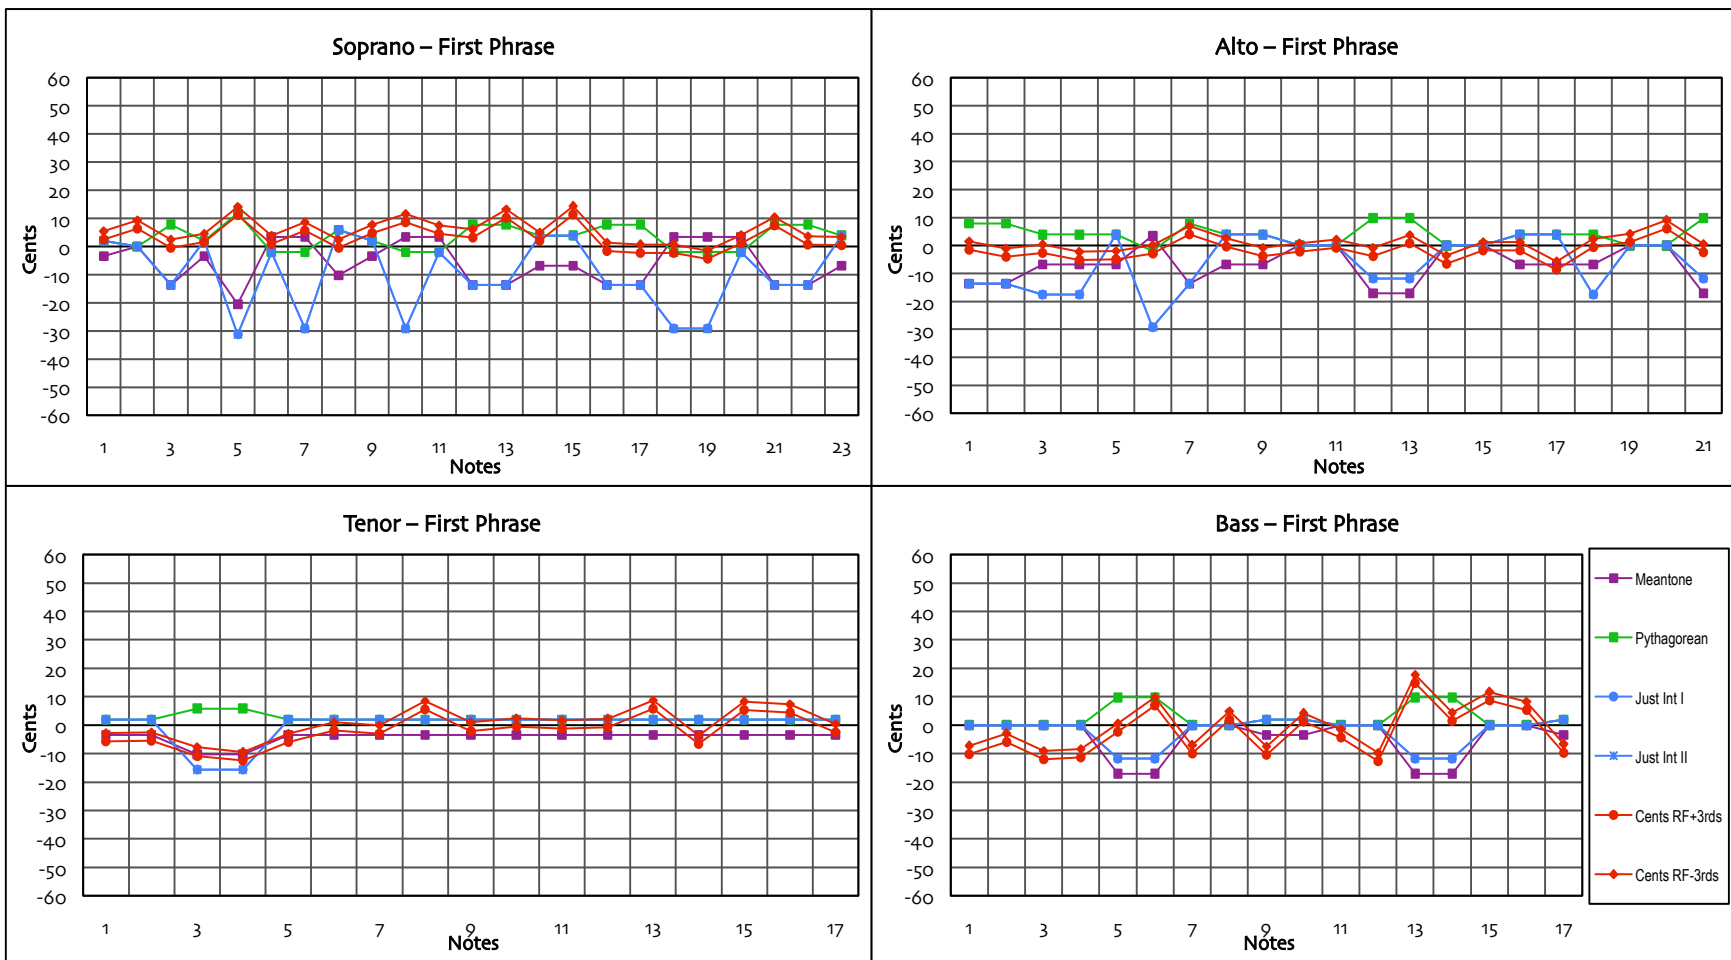 Soprano – First Phrase
60
50
40
30
20
10
0
-10
-20
-30
-40
-50
-60
Cents
1 3 5 7 9 11 13 15 17 19 21 23
Notes
Alto – First Phrase
60
50
40
30
20
10
0
-10
-20
-30
-40
-50
-60
Cents
1 3 5 7 9 11 13 15 17 19 21
Notes
Tenor – First Phrase
60
50
40
30
20
10
0
-10
-20
-30
-40
-50
-60
Cents
1 3 5 7 9 11 13 15 17
Notes
Bass – First Phrase
60
50
40
30
20
10
0
-10
-20
-30
-40
-50
-60
Cents
1 3 5 7 9 11 13 15 17
Notes
Meantone
Pythagorean
Just Int I
Just Int II
Cents RF+3rds
Cents RF-3rds